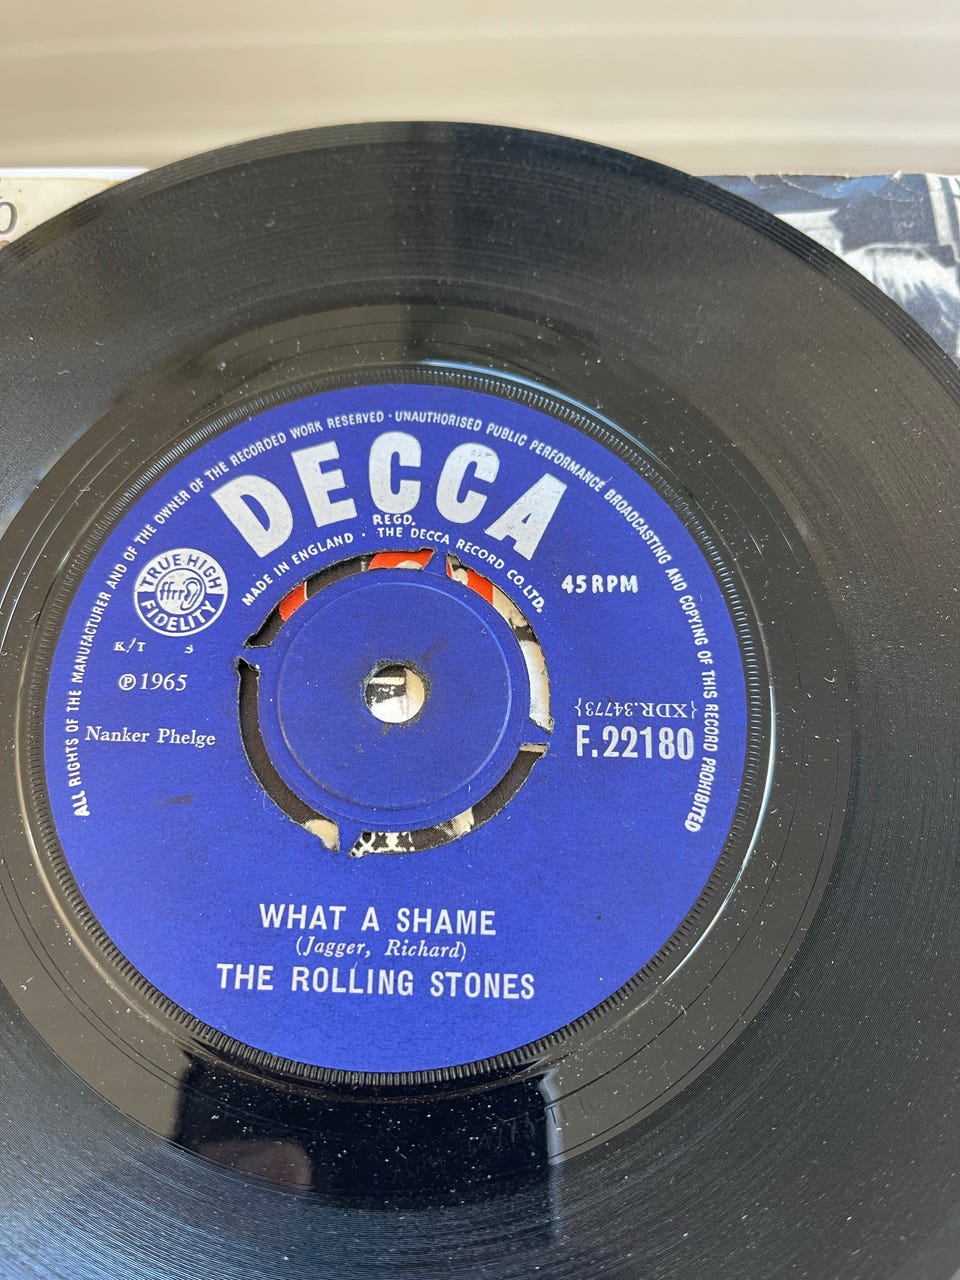 ALL RIGHTS OF THE MANUFACTURER AND OF THE OWNER OF THE RECORDED WORK RESERVED · UNAUTHORISED PUBLIC PERFORMANCE BROADCASTING AND COPYING OF THIS RECORD PROHIBITED
DECCA
REGD.
MADE IN ENGLAND · THE DECCA RECORD CO. LTD.
TRUE HIGH
ffrr
FIDELITY
45 RPM
K/T 3
℗1965
{XDR.34773}
Nanker Phelge
F.22180
WHAT A SHAME
(Jagger, Richard)
THE ROLLING STONES